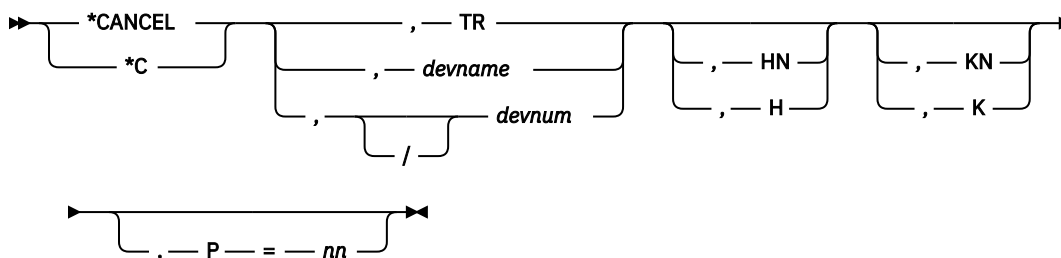 *CANCEL , TR
*C , devname , HN , KN
, / devnum , H , K
, P = nn